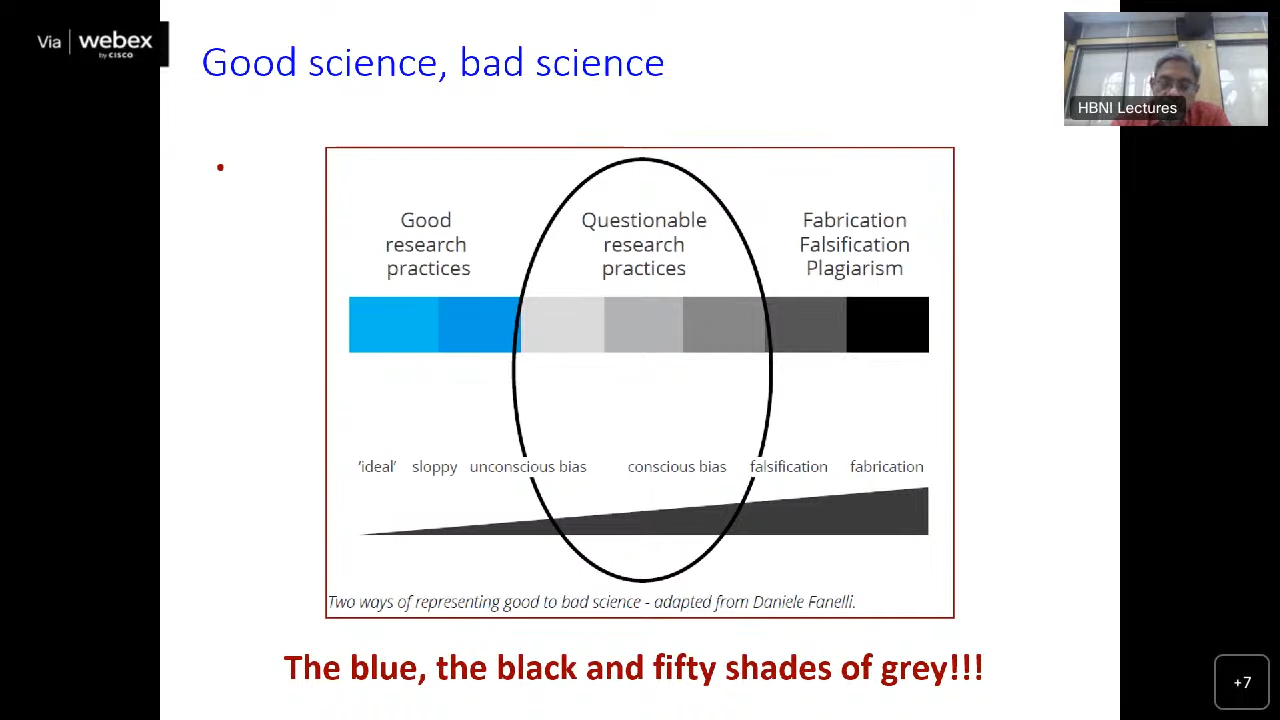 Via webex
by CISCO
Good science, bad science
HBNI Lectures
Good
research
practices
Questionable
research
practices
Fabrication
Falsification
Plagiarism
'ideal' sloppy unconscious bias conscious bias falsification fabrication
Two ways of representing good to bad science - adapted from Daniele Fanelli.
The blue, the black and fifty shades of grey!!!
+7